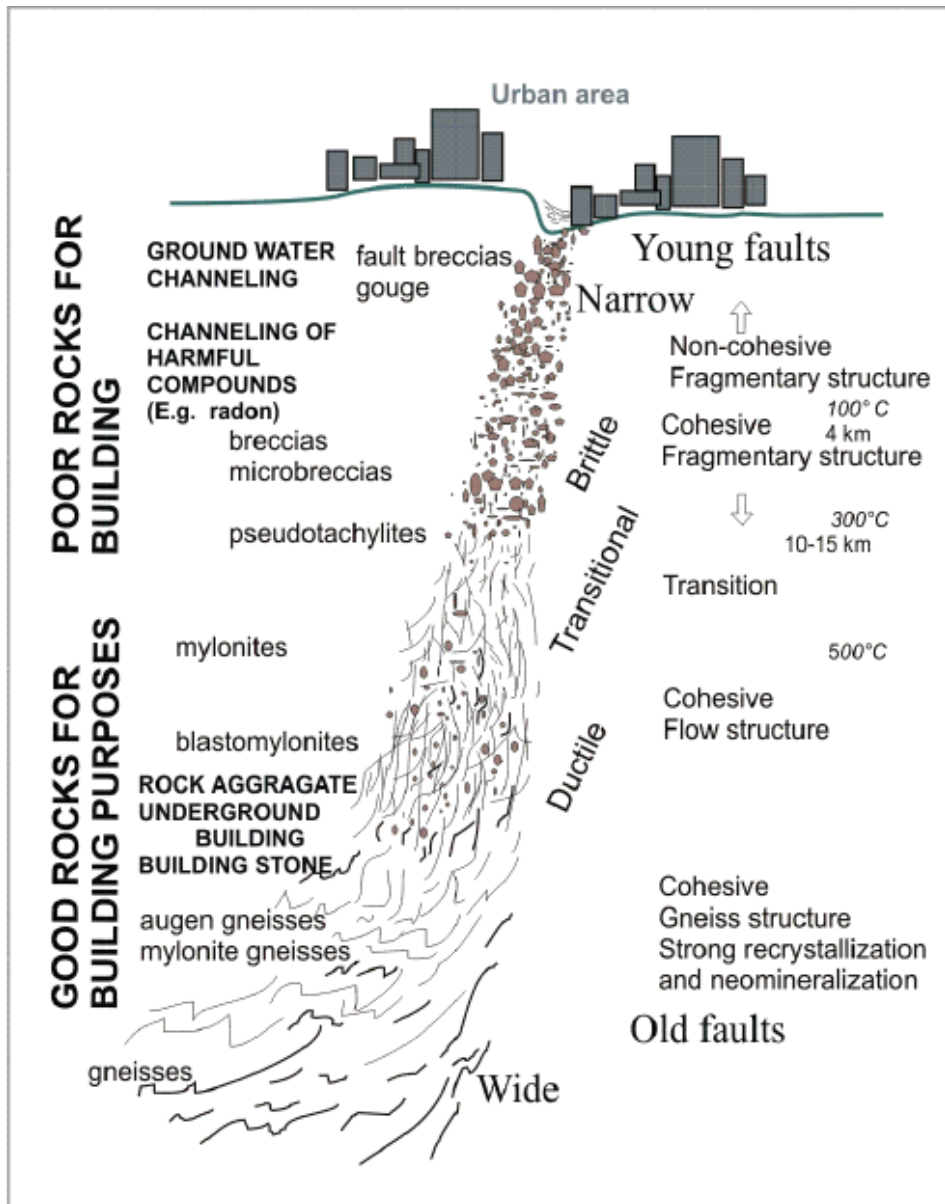 Urban area
POOR ROCKS FOR
BUILDING
GOOD ROCKS FOR
BUILDING PURPOSES
GROUND WATER
CHANNELING
fault breccias
gouge
CHANNELING OF
HARMFUL
COMPOUNDS
(E.g. radon)
breccias
microbreccias
pseudotachylites
mylonites
blastomylonites
ROCK AGGRAGATE
UNDERGROUND
BUILDING
BUILDING STONE
augen gneisses
mylonite gneisses
gneisses
Narrow
Brittle
Transitional
Ductile
Wide
Young faults
Non-cohesive
Fragmentary structure
100° C
Cohesive
4 km
Fragmentary structure
300°C
10-15 km
Transition
500°C
Cohesive
Flow structure
Cohesive
Gneiss structure
Strong recrystallization
and neomineralization
Old faults